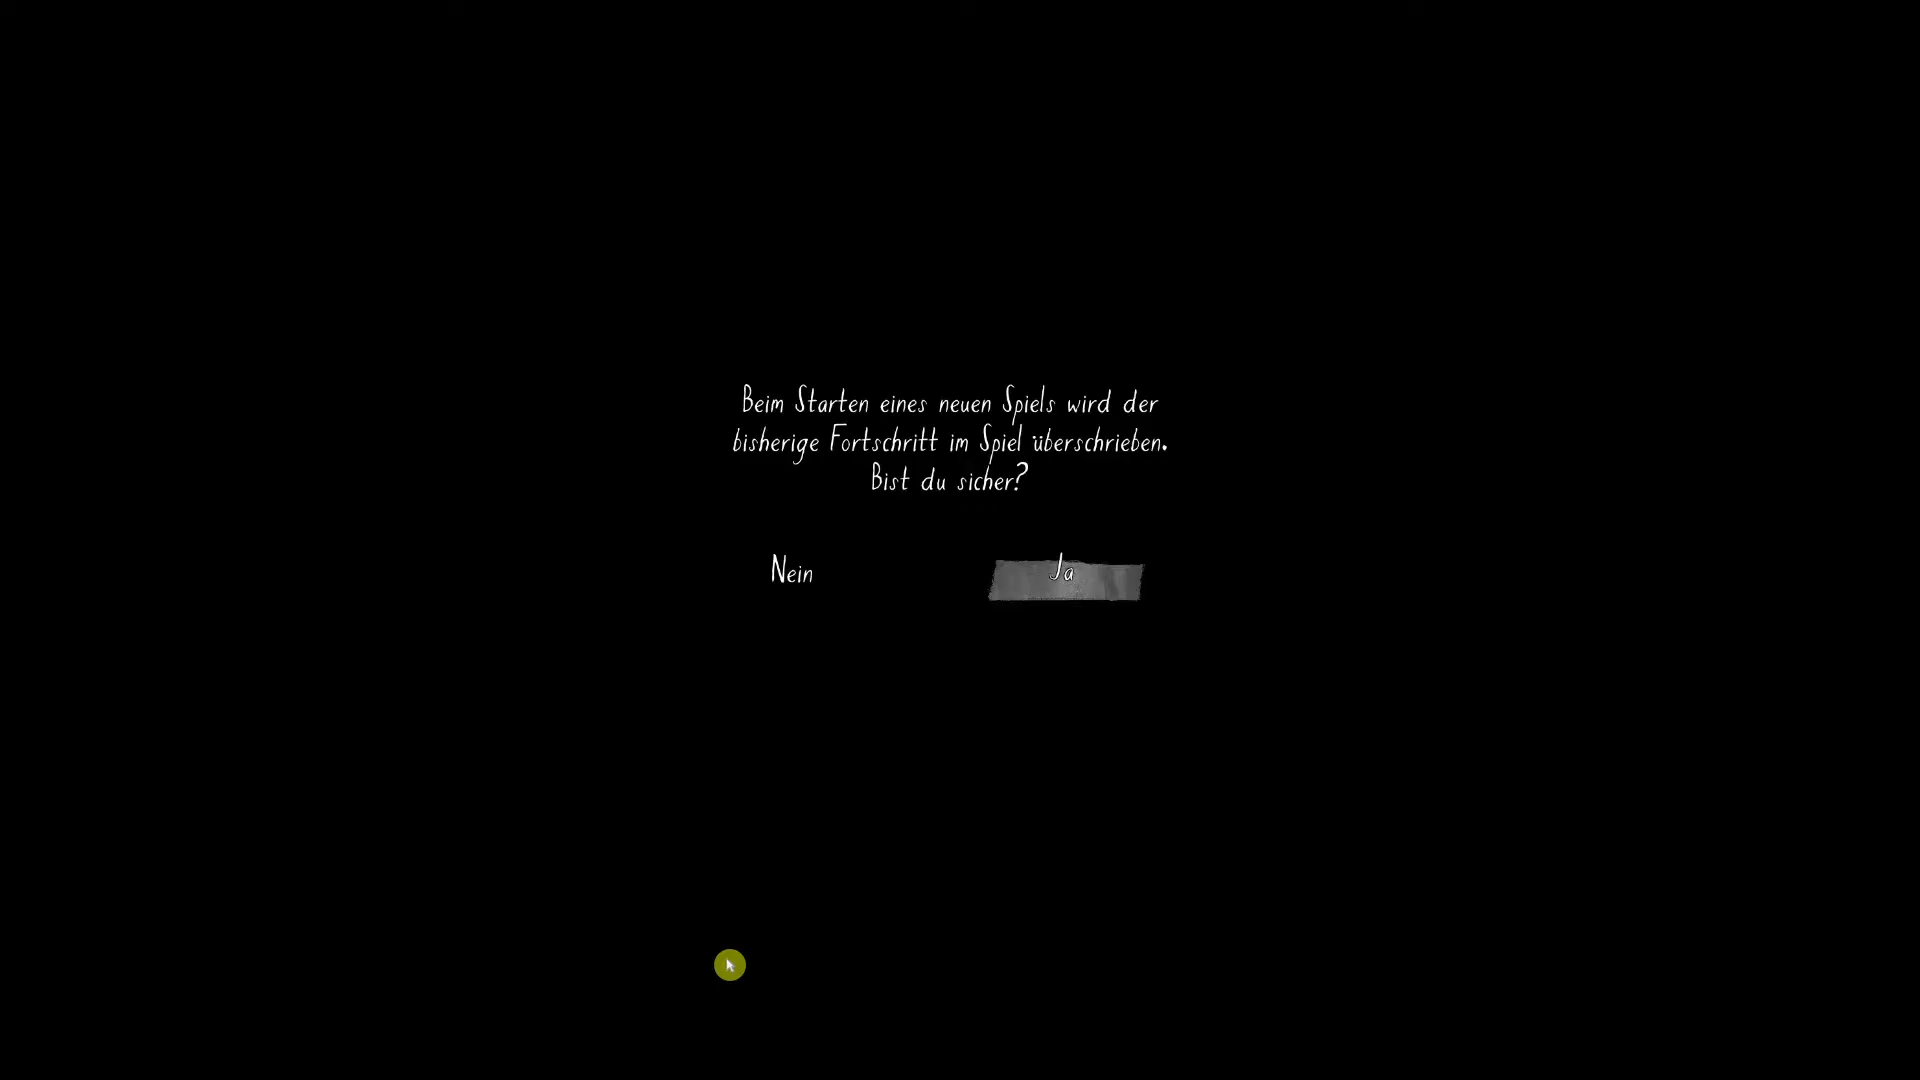 Beim Starten eines neuen Spiels wird der
bisherige Fortschritt im Spiel überschrieben.
Bist du sicher?
Nein Ja